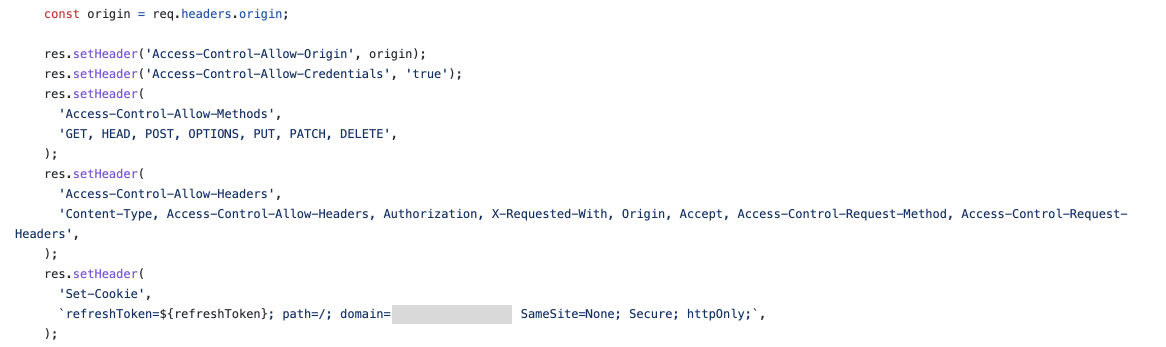 const origin = req.headers.origin;
res.setHeader('Access-Control-Allow-Origin', origin);
res.setHeader('Access-Control-Allow-Credentials', 'true');
res.setHeader(
'Access-Control-Allow-Methods',
'GET, HEAD, POST, OPTIONS, PUT, PATCH, DELETE',
);
res.setHeader(
'Access-Control-Allow-Headers',
'Content-Type, Access-Control-Allow-Headers, Authorization, X-Requested-With, Origin, Accept, Access-Control-Request-Method, Access-Control-Request-
Headers',
);
res.setHeader(
'Set-Cookie',
`refreshToken=${refreshToken}; path=/; domain= SameSite=None; Secure; httpOnly;`,
);